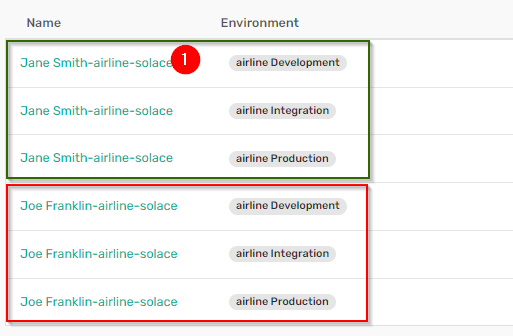 Name Environment
Jane Smith-airline-solace 1 airline Development
Jane Smith-airline-solace airline Integration
Jane Smith-airline-solace airline Production
Joe Franklin-airline-solace airline Development
Joe Franklin-airline-solace airline Integration
Joe Franklin-airline-solace airline Production